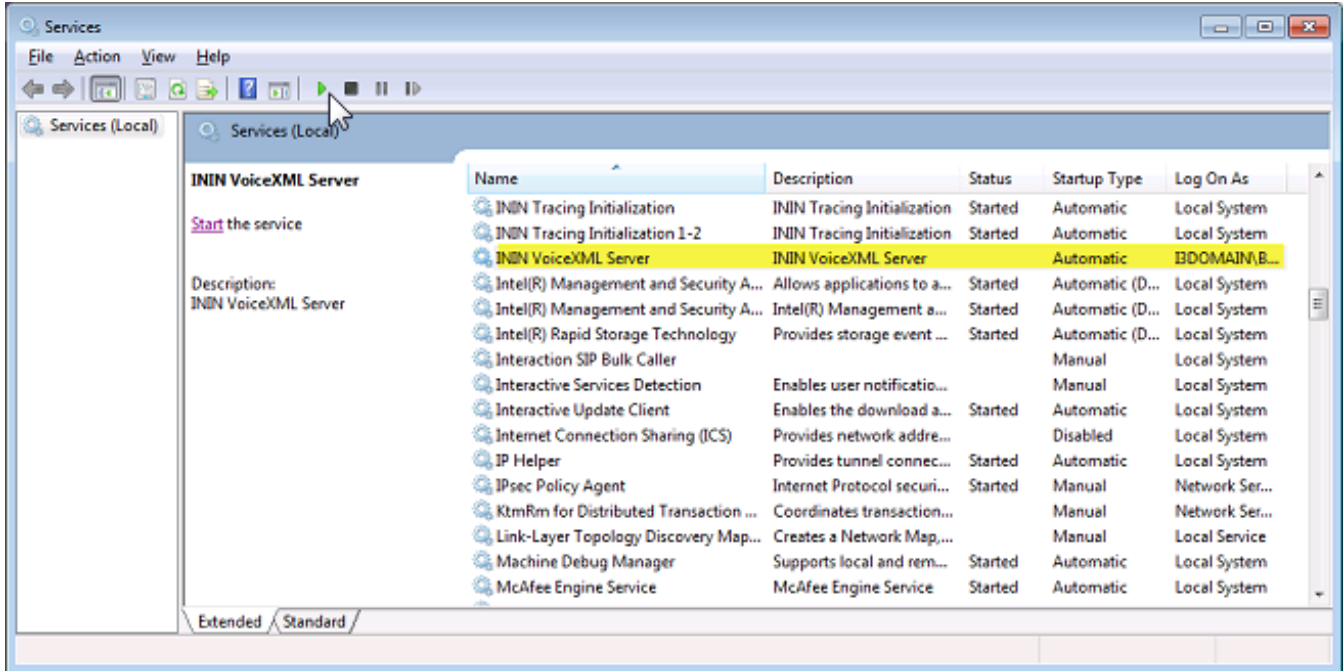 Services
File Action View Help
Services (Local)
Services (Local)
ININ VoiceXML Server
Start the service
Description:
ININ VoiceXML Server
Name Description Status Startup Type Log On As
ININ Tracing Initialization ININ Tracing Initialization Started Automatic Local System
ININ Tracing Initialization 1-2 ININ Tracing Initialization Started Automatic Local System
ININ VoiceXML Server ININ VoiceXML Server Automatic I3DOMAIN\B...
Intel(R) Management and Security A... Allows applications to a... Started Automatic (D... Local System
Intel(R) Management and Security A... Intel(R) Management a... Started Automatic (D... Local System
Intel(R) Rapid Storage Technology Provides storage event ... Started Automatic (D... Local System
Interaction SIP Bulk Caller Manual Local System
Interactive Services Detection Enables user notificatio... Manual Local System
Interactive Update Client Enables the download a... Started Automatic Local System
Internet Connection Sharing (ICS) Provides network addre... Disabled Local System
IP Helper Provides tunnel connec... Started Automatic Local System
IPsec Policy Agent Internet Protocol securi... Started Manual Network Ser...
KtmRm for Distributed Transaction ... Coordinates transaction... Manual Network Ser...
Link-Layer Topology Discovery Map... Creates a Network Map,... Manual Local Service
Machine Debug Manager Supports local and rem... Started Automatic Local System
McAfee Engine Service McAfee Engine Service Started Automatic Local System
Extended Standard